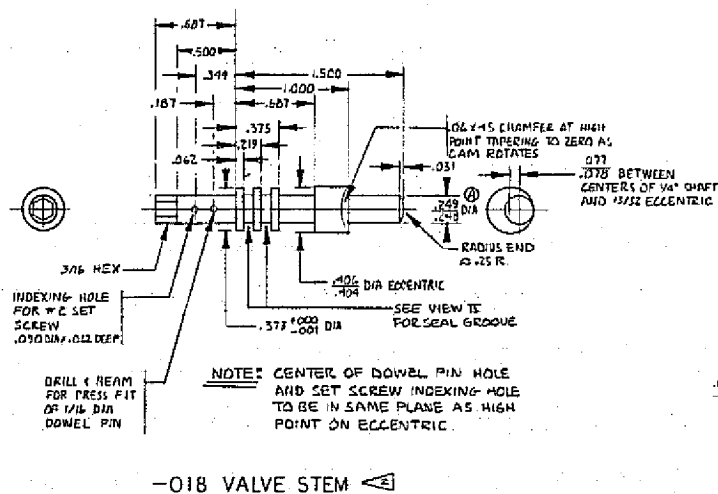 .687
.500
.344
.187
1.500
1.000
.687
.375
.219
.062
.06 X 45 CHAMFER AT HIGH
POINT TAPERING TO ZERO AS
CAM ROTATES
.031
A
.249
.248
DIA
.077
.078 BETWEEN
CENTERS OF 1/4" SHAFT
AND 13/32 ECCENTRIC
RADIUS END
.25 R.
3/16 HEX
INDEXING HOLE
FOR #2 SET
SCREW
.090 DIA X .022 DEEP
.406
.404 DIA ECCENTRIC
SEE VIEW
FOR SEAL GROOVE
.373 +.000
-.001 DIA
DRILL & REAM
FOR PRESS FIT
OF 1/16 DIA
DOWEL PIN
NOTE: CENTER OF DOWEL PIN HOLE
AND SET SCREW INDEXING HOLE
TO BE IN SAME PLANE AS HIGH
POINT ON ECCENTRIC.
-018 VALVE STEM